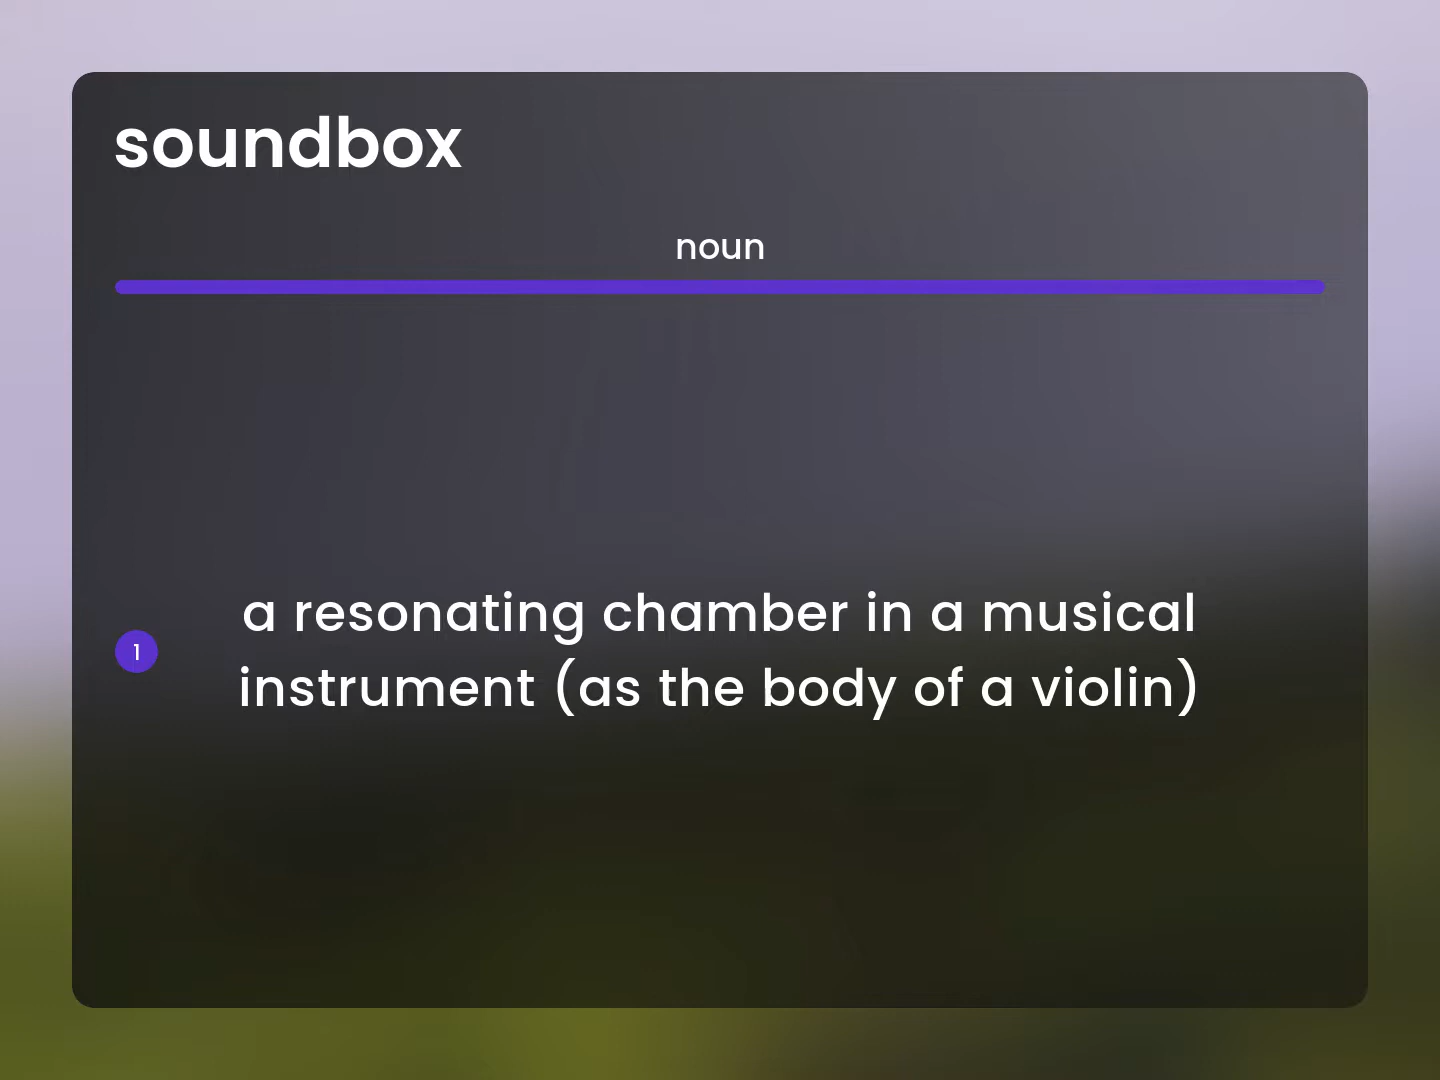 soundbox
noun
1
a resonating chamber in a musical
instrument (as the body of a violin)